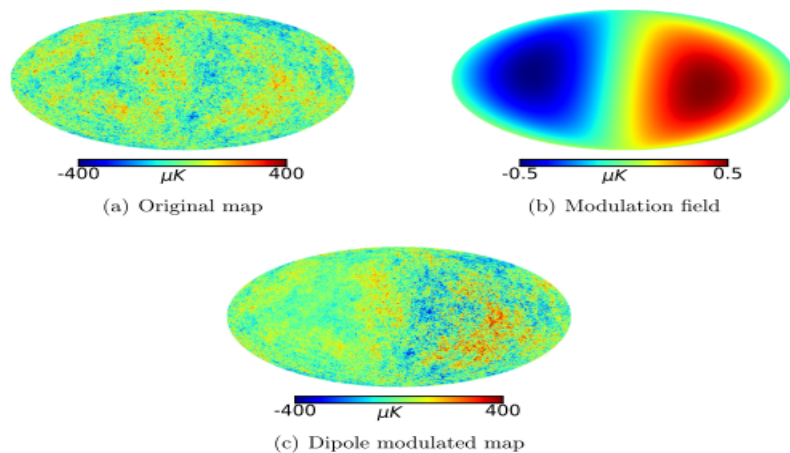 -400 400
μK
(a) Original map
-0.5 0.5
μK
(b) Modulation field
-400 400
μK
(c) Dipole modulated map